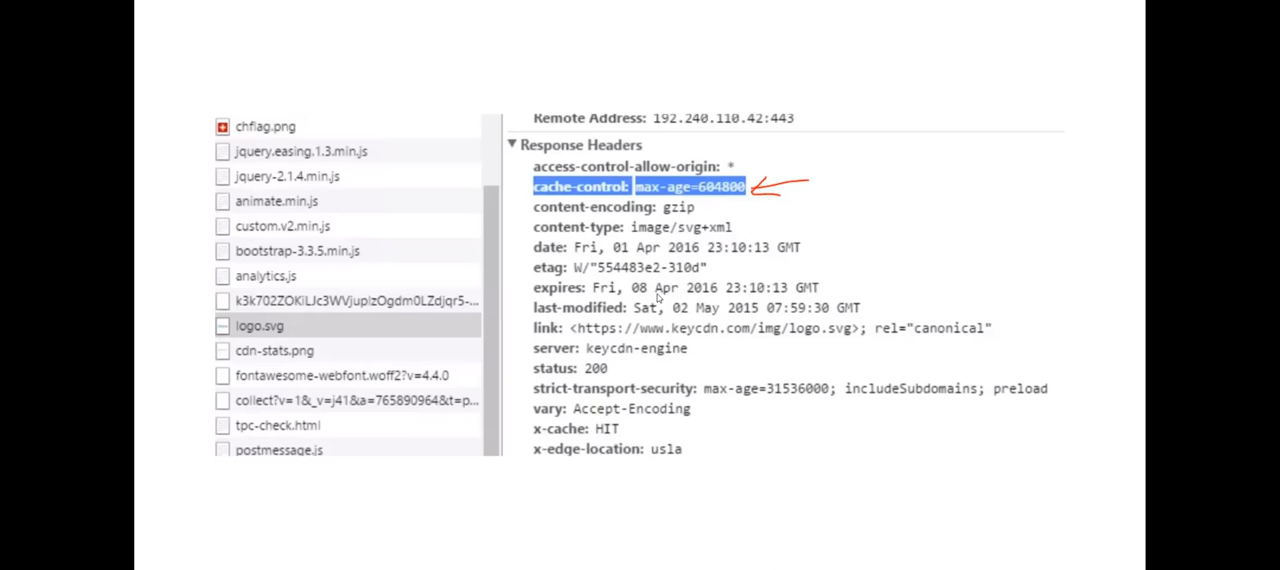 chflag.png
jquery.easing.1.3.min.js
jquery-2.1.4.min.js
animate.min.js
custom.v2.min.js
bootstrap-3.3.5.min.js
analytics.js
logo.svg
cdn-stats.png
fontawesome-webfont.woff2?v=4.4.0
collect?v=1&_v=j41&a=765890964&t=p...
tpc-check.html
postmessage.js
Remote Address: 192.240.110.42:443
Response Headers
access-control-allow-origin: *
cache-control: max-age=604800
content-encoding: gzip
content-type: image/svg+xml
date: Fri, 01 Apr 2016 23:10:13 GMT
etag: W/"554483e2-310d"
expires: Fri, 08 Apr 2016 23:10:13 GMT
last-modified: Sat, 02 May 2015 07:59:30 GMT
link: <https://www.keycdn.com/img/logo.svg>; rel="canonical"
server: keycdn-engine
status: 200
strict-transport-security: max-age=31536000; includeSubdomains; preload
vary: Accept-Encoding
x-cache: HIT
x-edge-location: usla